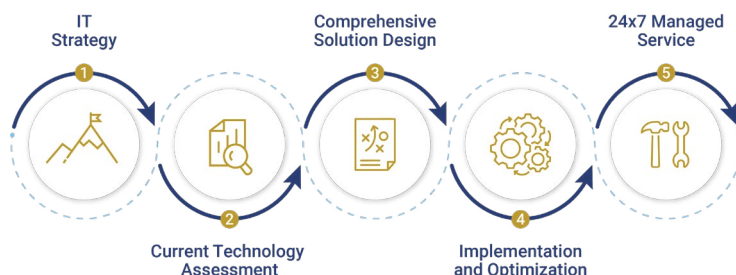 IT
Strategy
1
2
Current Technology
Assessment
Comprehensive
Solution Design
3
4
Implementation
and Optimization
24x7 Managed
Service
5